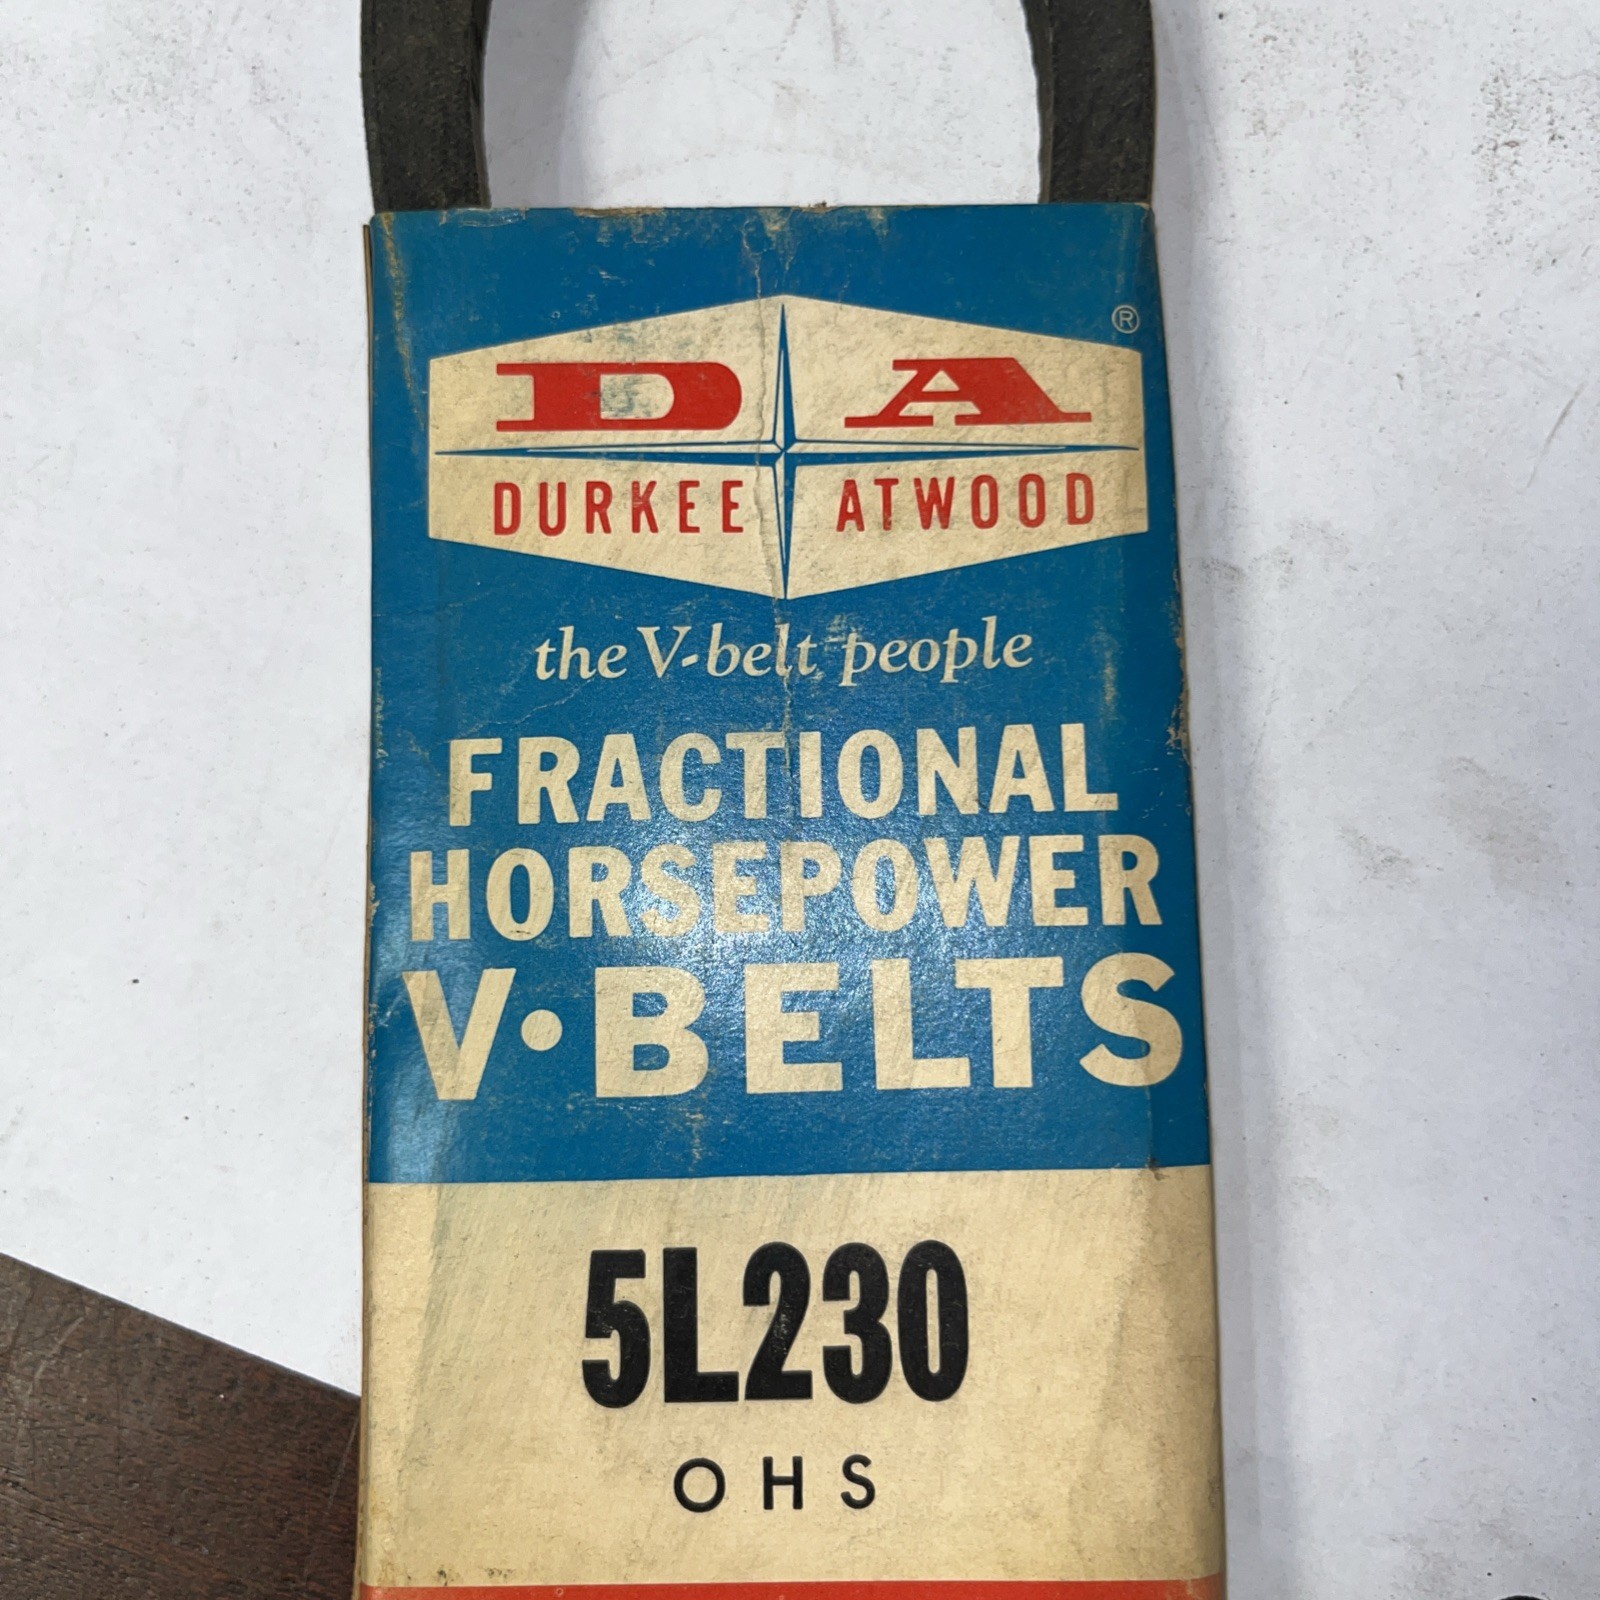 ®
D A
DURKEE ATWOOD
the V-belt people
FRACTIONAL
HORSEPOWER
V•BELTS
5L230
OHS